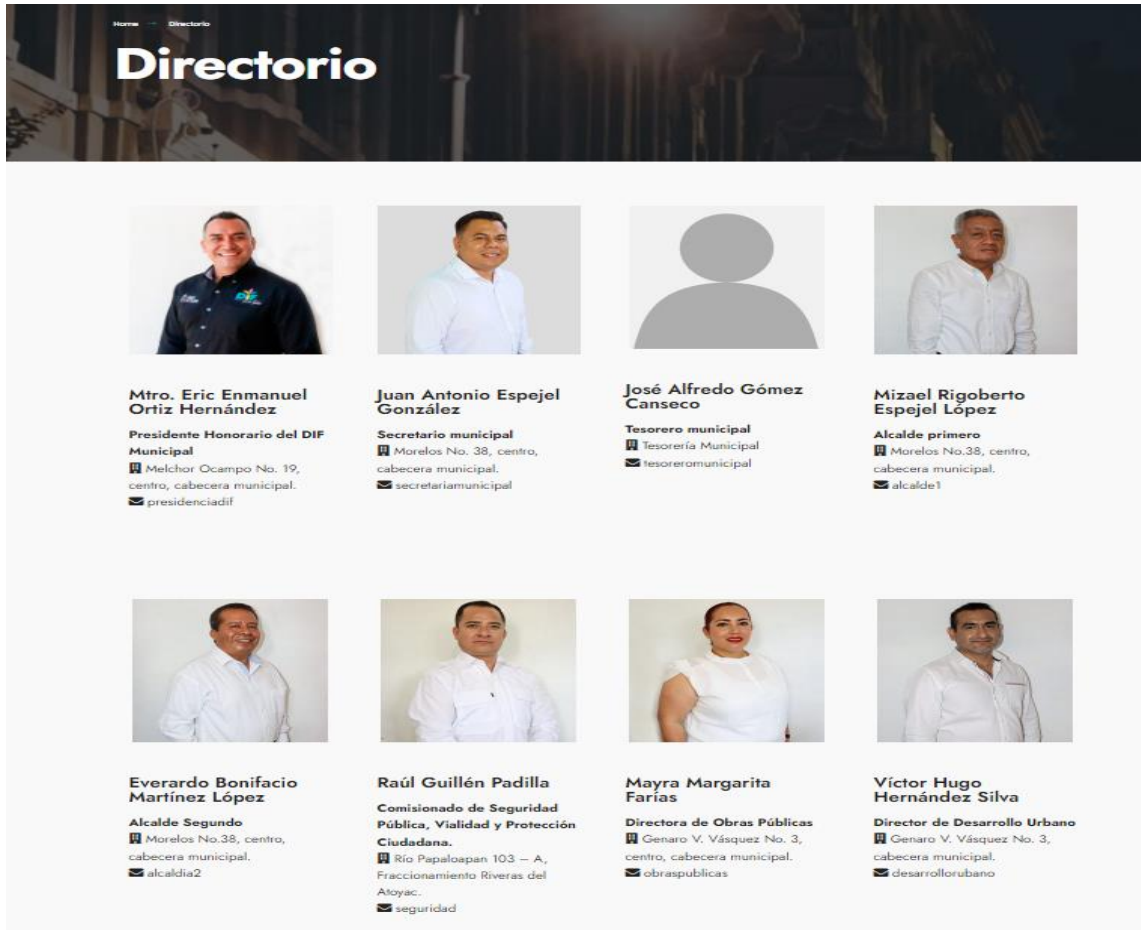 Home → Directorio
Directorio
Mtro. Eric Enmanuel
Ortiz Hernández
Presidente Honorario del DIF
Municipal
Melchor Ocampo No. 19,
centro, cabecera municipal.
presidenciadif
Juan Antonio Espejel
González
Secretario municipal
Morelos No. 38, centro,
cabecera municipal.
secretariamunicipal
José Alfredo Gómez
Canseco
Tesorero municipal
Tesorería Municipal
tesoreromunicipal
Mizael Rigoberto
Espejel López
Alcalde primero
Morelos No.38, centro,
cabecera municipal.
alcalde1
Everardo Bonifacio
Martínez López
Alcalde Segundo
Morelos No.38, centro,
cabecera municipal.
alcaldia2
Raúl Guillén Padilla
Comisionado de Seguridad
Pública, Vialidad y Protección
Ciudadana.
Río Papaloapan 103 – A,
Fraccionamiento Riveras del
Atoyac.
seguridad
Mayra Margarita
Farías
Directora de Obras Públicas
Genaro V. Vásquez No. 3,
centro, cabecera municipal.
obraspublicas
Víctor Hugo
Hernández Silva
Director de Desarrollo Urbano
Genaro V. Vásquez No. 3,
cabecera municipal.
desarrollorubano